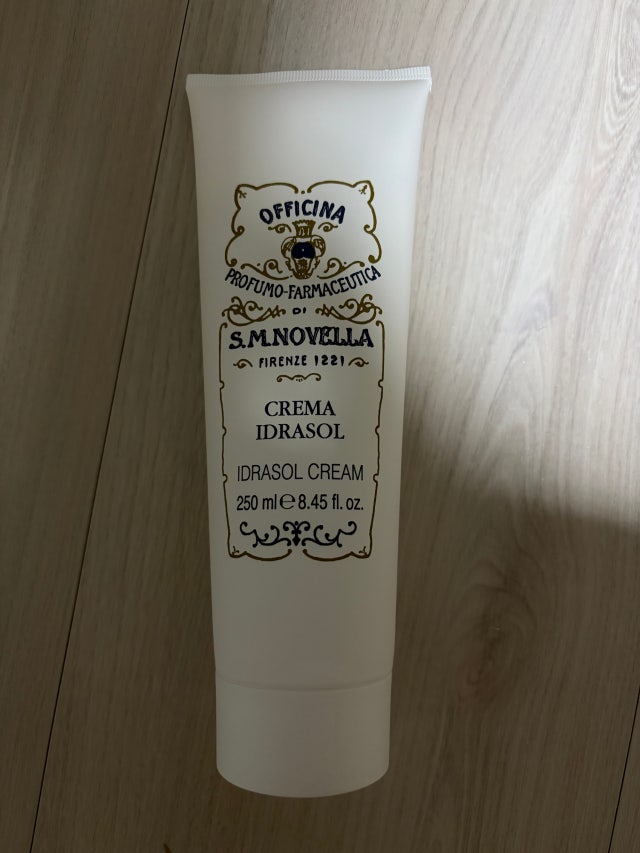 OFFICINA
PROFUMO-FARMACEUTICA
DI
S.M.NOVELLA
FIRENZE 1221
CREMA
IDRASOL
IDRASOL CREAM
250 ml ℮ 8.45 fl. oz.